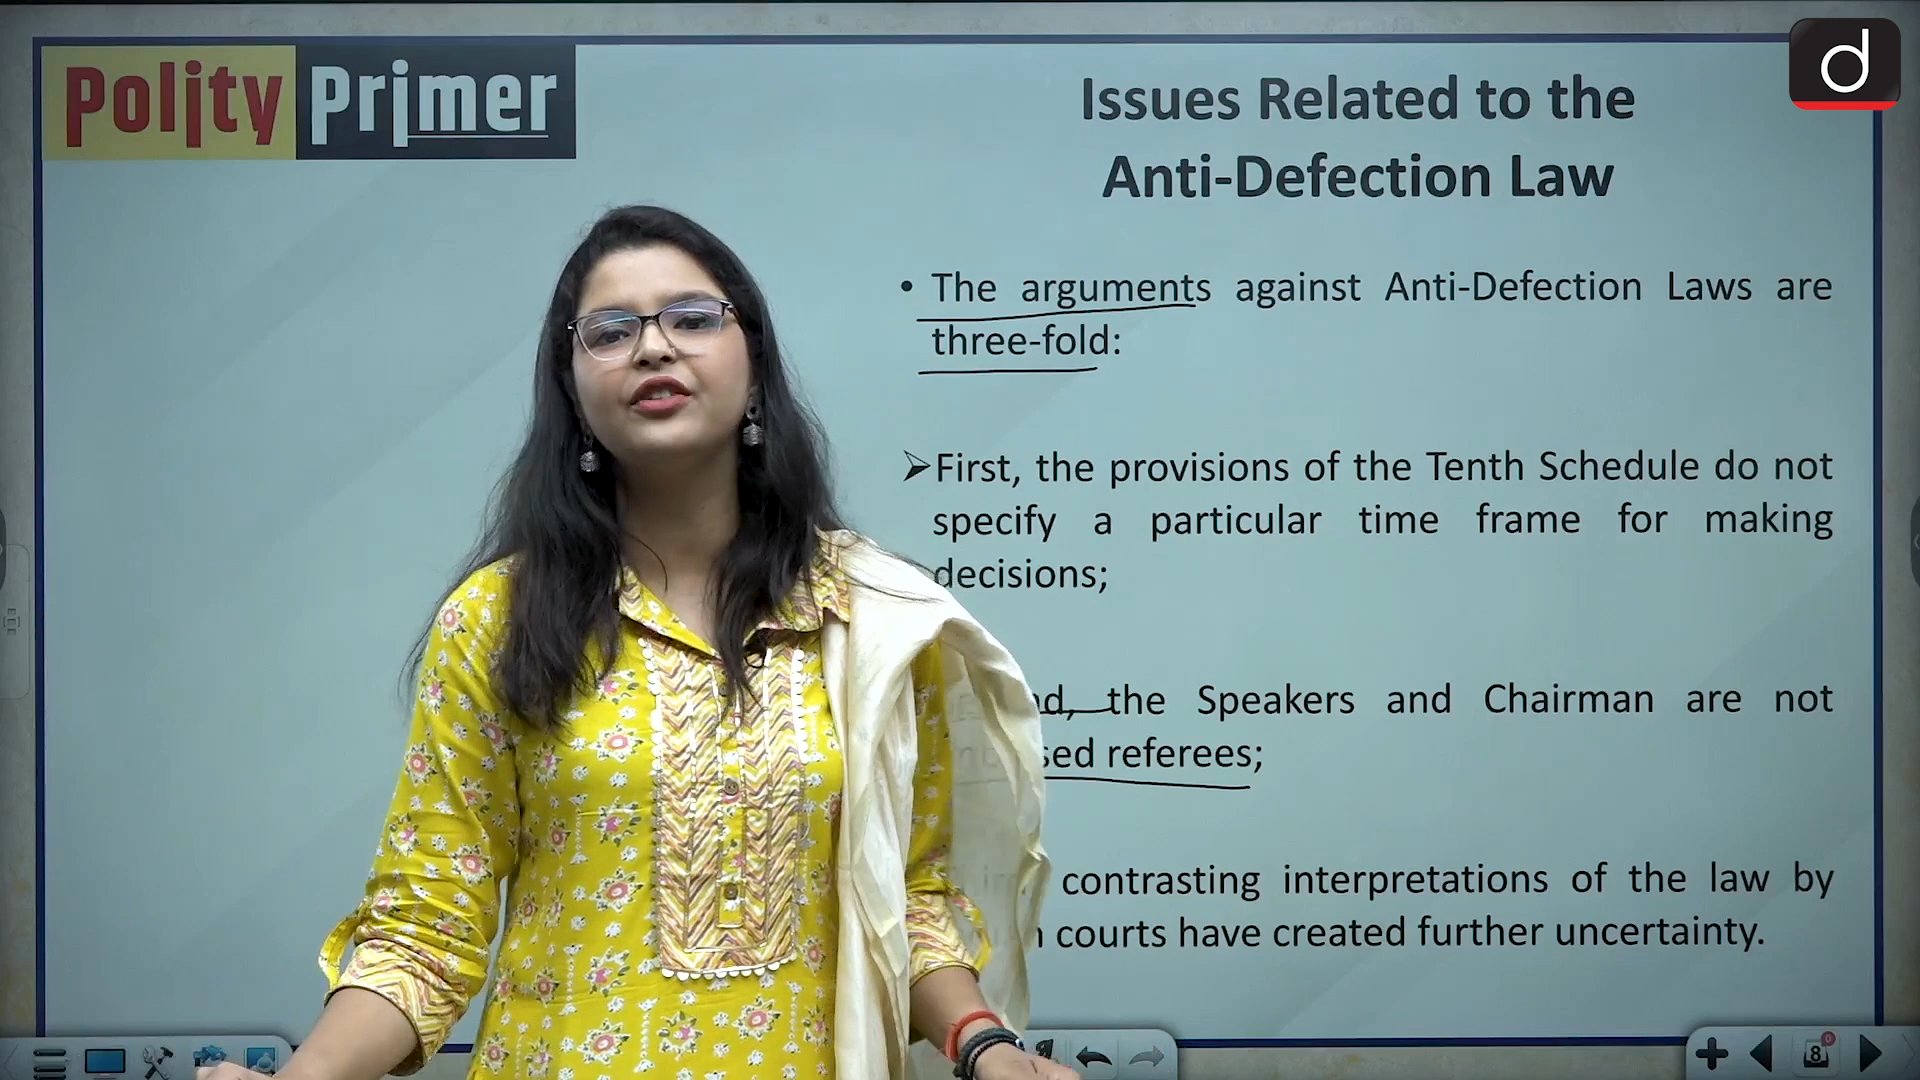 Polity Primer
d
Issues Related to the
Anti-Defection Law
• The arguments against Anti-Defection Laws are
three-fold:
➢First, the provisions of the Tenth Schedule do not
specify a particular time frame for making
decisions;
the Speakers and Chairman are not
referees;
contrasting interpretations of the law by
courts have created further uncertainty.
8
0